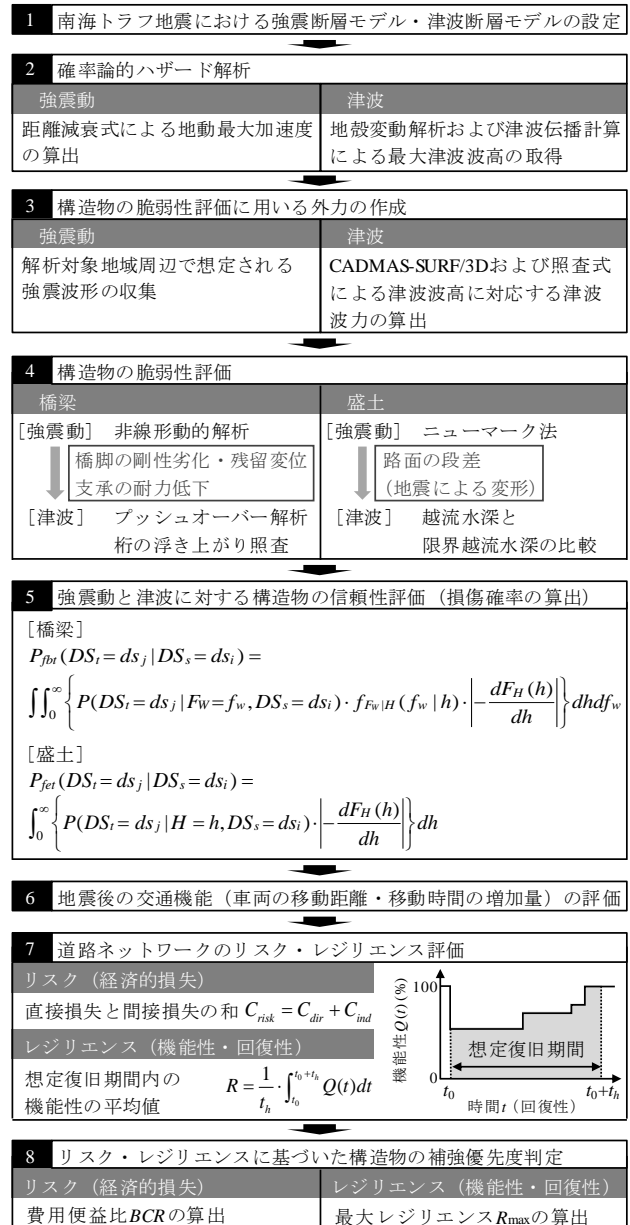 1 南海トラフ地震における強震断層モデル・津波断層モデルの設定
2 確率論的ハザード解析
強震動
距離減衰式による地動最大加速度
の算出
津波
地殻変動解析および津波伝播計算
による最大津波波高の取得
3 構造物の脆弱性評価に用いる外力の作成
強震動
解析対象地域周辺で想定される
強震波形の収集
津波
CADMAS-SURF/3Dおよび照査式
による津波波高に対応する津波
波力の算出
4 構造物の脆弱性評価
橋梁
[強震動] 非線形動的解析
橋脚の剛性劣化・残留変位
支承の耐力低下
[津波] プッシュオーバー解析
桁の浮き上がり照査
盛土
[強震動] ニューマーク法
路面の段差
(地震による変形)
[津波] 越流水深と
限界越流水深の比較
5 強震動と津波に対する構造物の信頼性評価（損傷確率の算出）
[橋梁]
P_{fbt}(DS_t = ds_j | DS_s = ds_i) =
∫∫_0^∞ {P(DS_t = ds_j | F_W = f_w, DS_s = ds_i) · f_{F_W|H}(f_w | h) · |−dF_H(h)/dh|} dhdf_w
[盛土]
P_{fet}(DS_t = ds_j | DS_s = ds_i) =
∫_0^∞ {P(DS_t = ds_j | H = h, DS_s = ds_i) · |−dF_H(h)/dh|} dh
6 地震後の交通機能（車両の移動距離・移動時間の増加量）の評価
7 道路ネットワークのリスク・レジリエンス評価
リスク（経済的損失）
直接損失と間接損失の和 C_{risk} = C_{dir} + C_{ind}
レジリエンス（機能性・回復性）
想定復旧期間内の
機能性の平均値
R = 1/t_h · ∫_{t_0}^{t_0+t_h} Q(t)dt
機能性Q(t)(%)
100
0
想定復旧期間
t_0
t_0+t_h
時間t（回復性）
8 リスク・レジリエンスに基づいた構造物の補強優先度判定
リスク（経済的損失）
費用便益比BCRの算出
レジリエンス（機能性・回復性）
最大レジリエンスR_{max}の算出